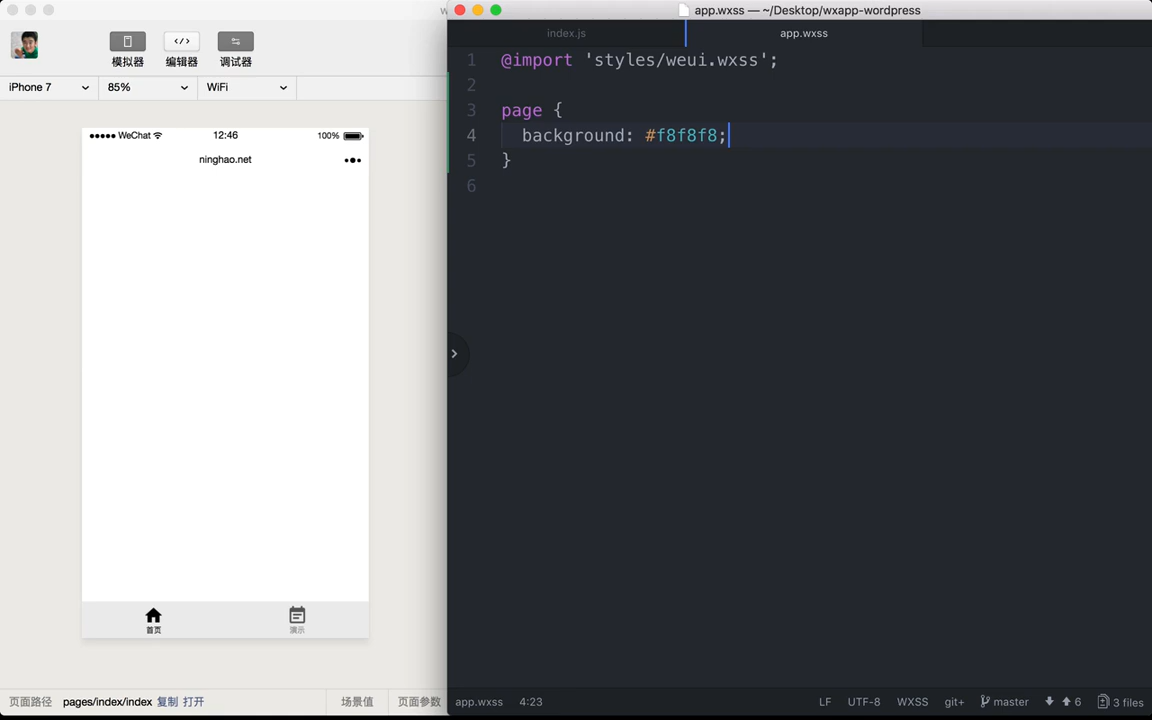 w
app.wxss — ~/Desktop/wxapp-wordpress
模拟器
编辑器
调试器
index.js
app.wxss
iPhone 7
85%
WiFi
WeChat
12:46
100%
ninghao.net
1 @import 'styles/weui.wxss';
2
3 page {
4 background: #f8f8f8;
5 }
6
首页
演示
页面路径 pages/index/index 复制 打开
场景值
页面参数
app.wxss 4:23
LF UTF-8 WXSS git+ master 6 3 files